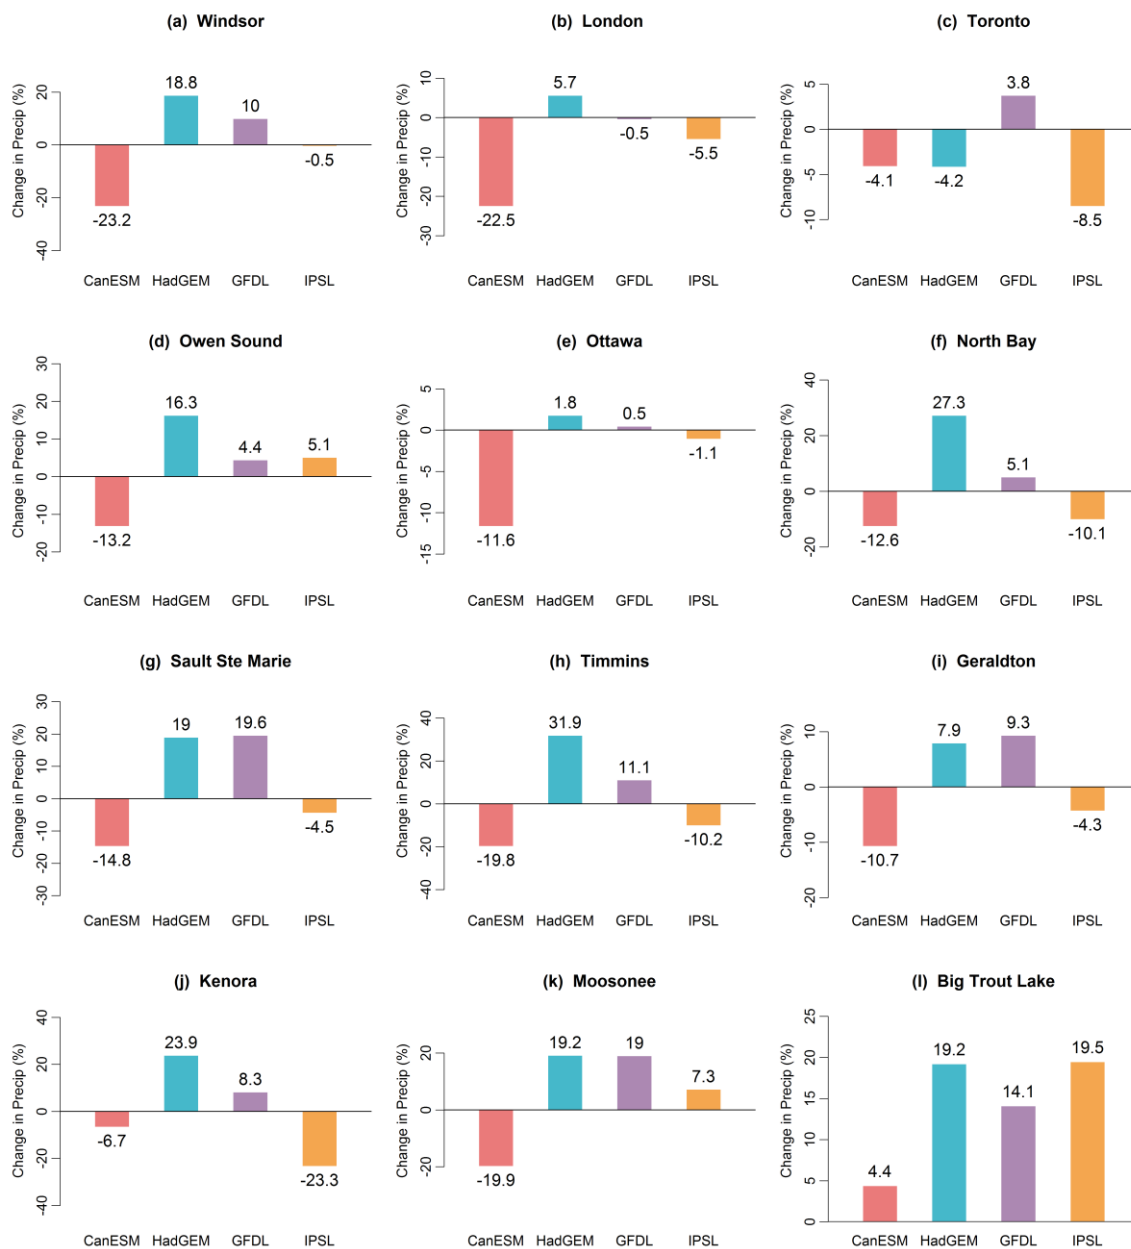 (a) Windsor
Change in Precip (%)
20
0
-20
-40
18.8
10
-0.5
-23.2
CanESM HadGEM GFDL IPSL
(b) London
Change in Precip (%)
10
0
-10
-20
-30
5.7
-0.5
-5.5
-22.5
CanESM HadGEM GFDL IPSL
(c) Toronto
Change in Precip (%)
5
0
-5
-10
3.8
-4.1
-4.2
-8.5
CanESM HadGEM GFDL IPSL
(d) Owen Sound
Change in Precip (%)
30
20
10
0
-10
-20
16.3
4.4
5.1
-13.2
CanESM HadGEM GFDL IPSL
(e) Ottawa
Change in Precip (%)
5
0
-5
-10
-15
1.8
0.5
-1.1
-11.6
CanESM HadGEM GFDL IPSL
(f) North Bay
Change in Precip (%)
40
20
0
-20
27.3
5.1
-12.6
-10.1
CanESM HadGEM GFDL IPSL
(g) Sault Ste Marie
Change in Precip (%)
30
20
10
0
-10
-20
-30
19
19.6
-4.5
-14.8
CanESM HadGEM GFDL IPSL
(h) Timmins
Change in Precip (%)
40
20
0
-20
-40
31.9
11.1
-10.2
-19.8
CanESM HadGEM GFDL IPSL
(i) Geraldton
Change in Precip (%)
10
0
-10
-20
7.9
9.3
-4.3
-10.7
CanESM HadGEM GFDL IPSL
(j) Kenora
Change in Precip (%)
40
20
0
-20
-40
23.9
8.3
-6.7
-23.3
CanESM HadGEM GFDL IPSL
(k) Moosonee
Change in Precip (%)
20
0
-20
19.2
19
7.3
-19.9
CanESM HadGEM GFDL IPSL
(l) Big Trout Lake
Change in Precip (%)
25
20
15
10
5
0
19.2
19.5
14.1
4.4
CanESM HadGEM GFDL IPSL